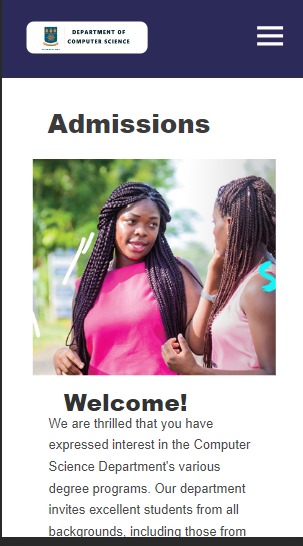 DEPARTMENT OF
COMPUTER SCIENCE
Admissions
Welcome!
We are thrilled that you have
expressed interest in the Computer
Science Department's various
degree programs. Our department
invites excellent students from all
backgrounds, including those from